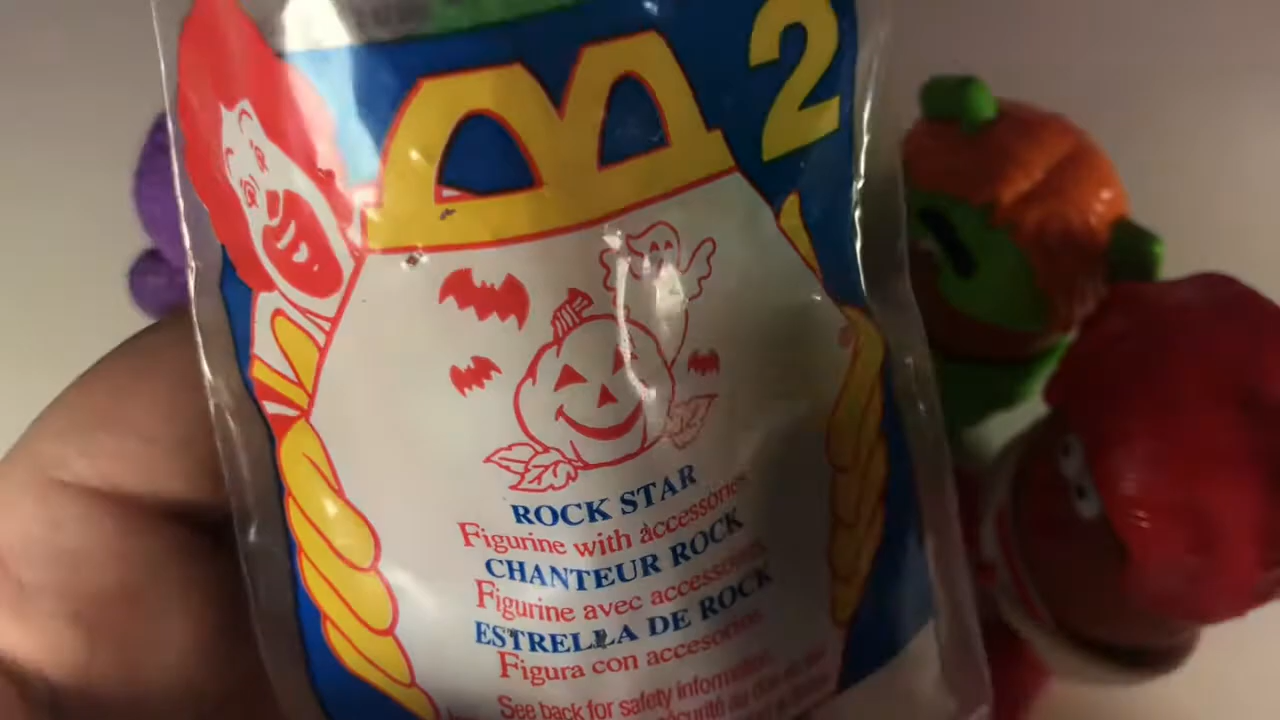 2
ROCK STAR
Figurine with accessories
CHANTEUR ROCK
Figurine avec accessoires
ESTRELLA DE ROCK
Figura con accesorios
See back for safety information.